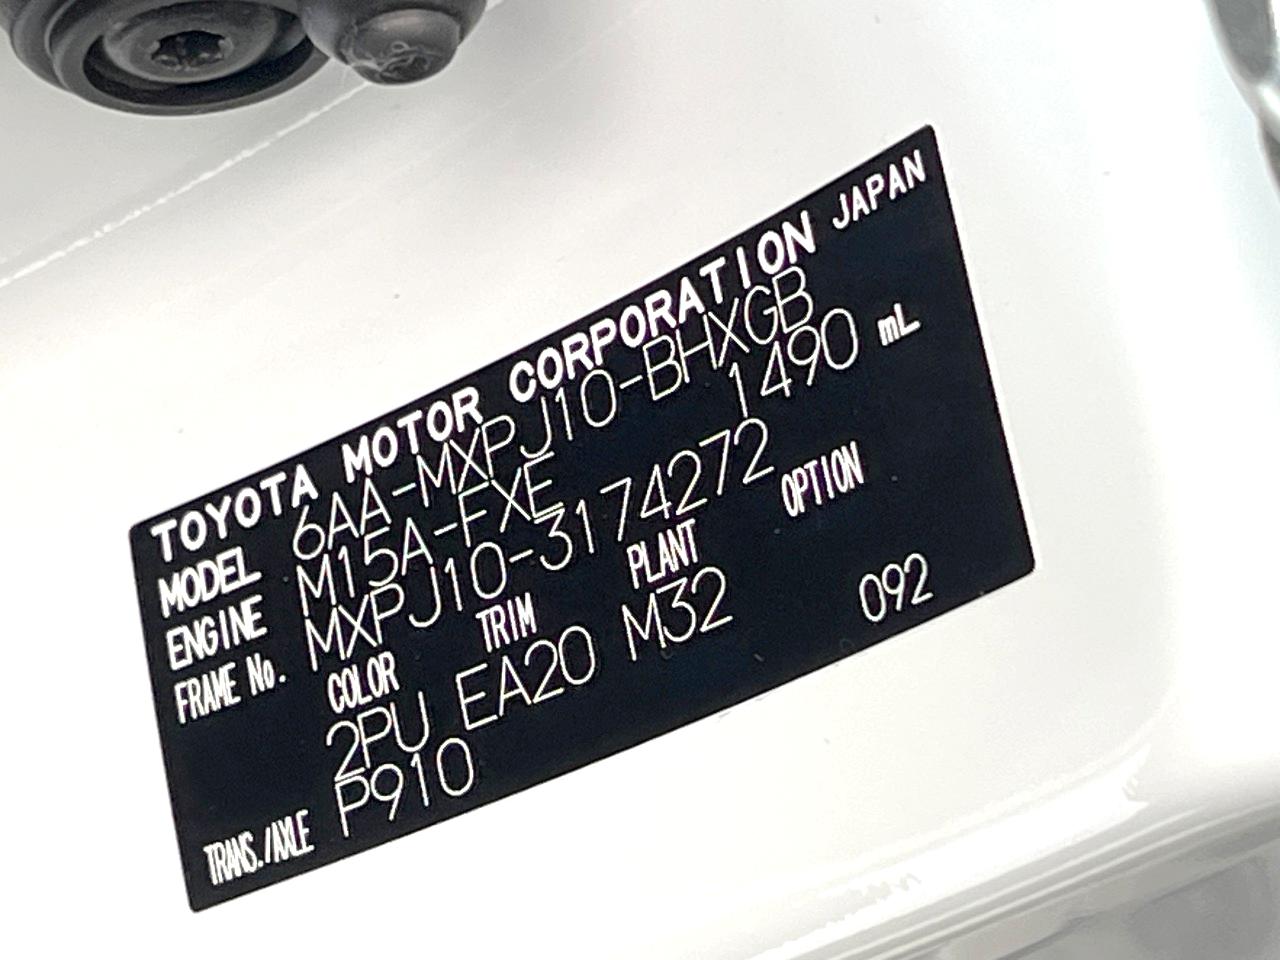 TOYOTA MOTOR CORPORATION JAPAN
MODEL 6AA-MXPJ10-BHXGB
ENGINE M15A-FXE 1490 mL
FRAME No. MXPJ10-3174272
COLOR TRIM PLANT OPTION
2PU EA20 M32 092
TRANS./AXLE P910